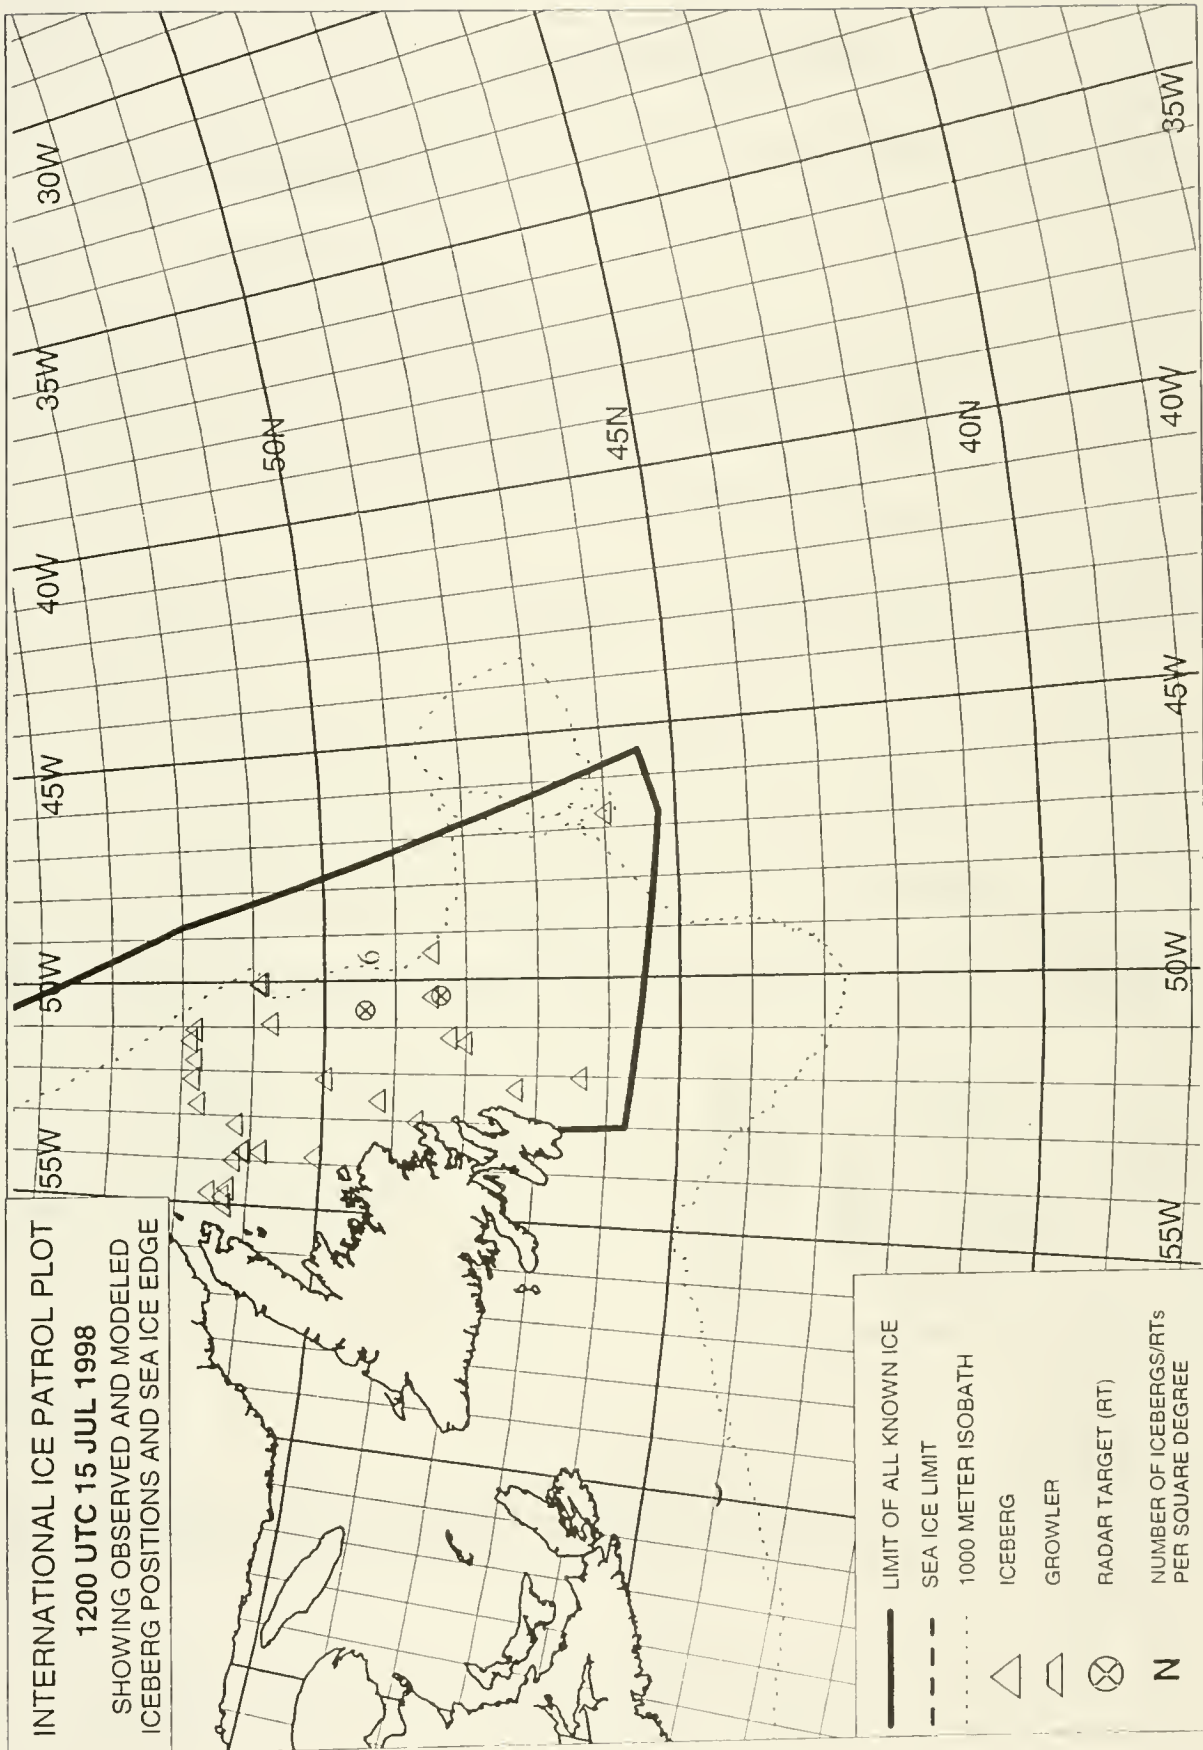 INTERNATIONAL ICE PATROL PLOT
1200 UTC 15 JUL 1998
SHOWING OBSERVED AND MODELED
ICEBERG POSITIONS AND SEA ICE EDGE
55W
50W
45W
40W
35W
30W
50N
45N
40N
6
55W
50W
45W
40W
35W
LIMIT OF ALL KNOWN ICE
SEA ICE LIMIT
1000 METER ISOBATH
ICEBERG
GROWLER
RADAR TARGET (RT)
N NUMBER OF ICEBERGS/RTs
PER SQUARE DEGREE